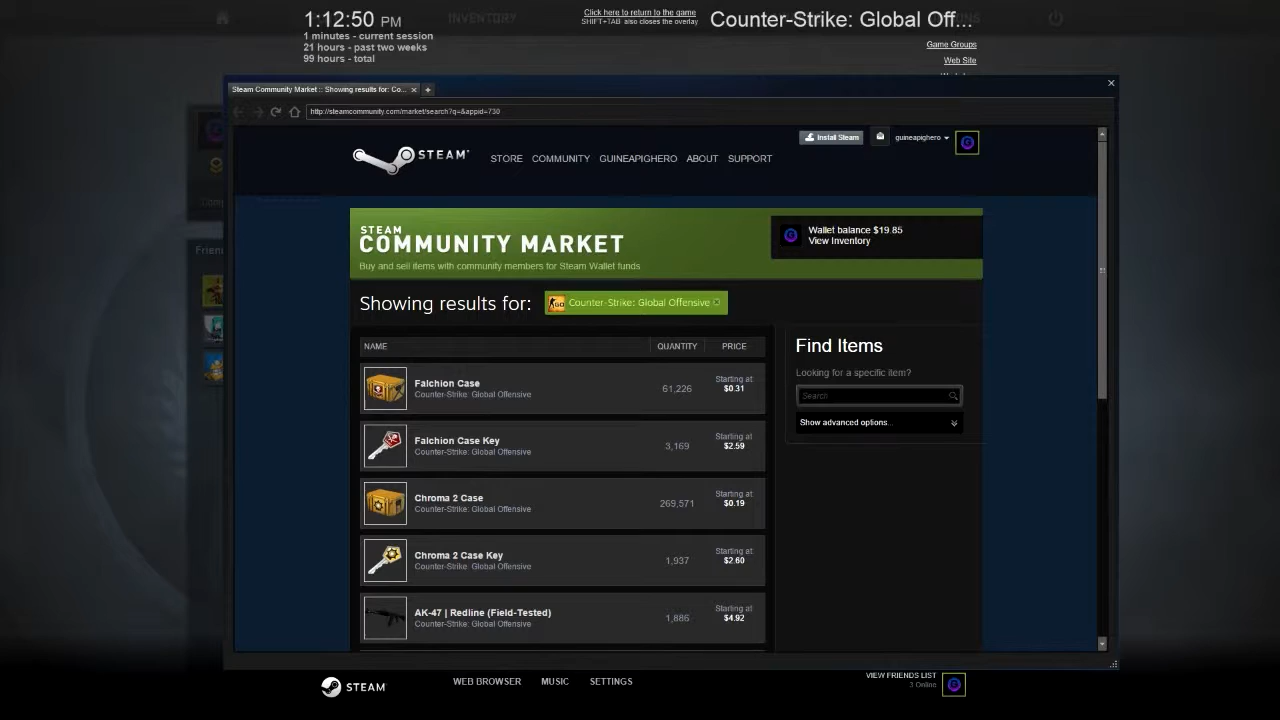 1:12:50 PM
1 minutes - current session
21 hours - past two weeks
99 hours - total
INVENTORY
Click here to return to the game
SHIFT+TAB also closes the overlay
Counter-Strike: Global Off...
Game Groups
Web Site
Steam Community Market :: Showing results for: Co...
http://steamcommunity.com/market/search?q=&appid=730
Install Steam
guineapighero
STEAM
STORE COMMUNITY GUINEAPIGHERO ABOUT SUPPORT
STEAM
COMMUNITY MARKET
Buy and sell items with community members for Steam Wallet funds
Wallet balance $19.85
View Inventory
Showing results for: Counter-Strike: Global Offensive
NAME QUANTITY PRICE
Falchion Case
Counter-Strike: Global Offensive
61,226
Starting at
$0.31
Falchion Case Key
Counter-Strike: Global Offensive
3,169
Starting at
$2.59
Chroma 2 Case
Counter-Strike: Global Offensive
269,571
Starting at
$0.19
Chroma 2 Case Key
Counter-Strike: Global Offensive
1,937
Starting at
$2.60
AK-47 | Redline (Field-Tested)
Counter-Strike: Global Offensive
1,886
Starting at
$4.92
Find Items
Looking for a specific item?
Search
Show advanced options...
Friend
STEAM
WEB BROWSER MUSIC SETTINGS
VIEW FRIENDS LIST
3 Online